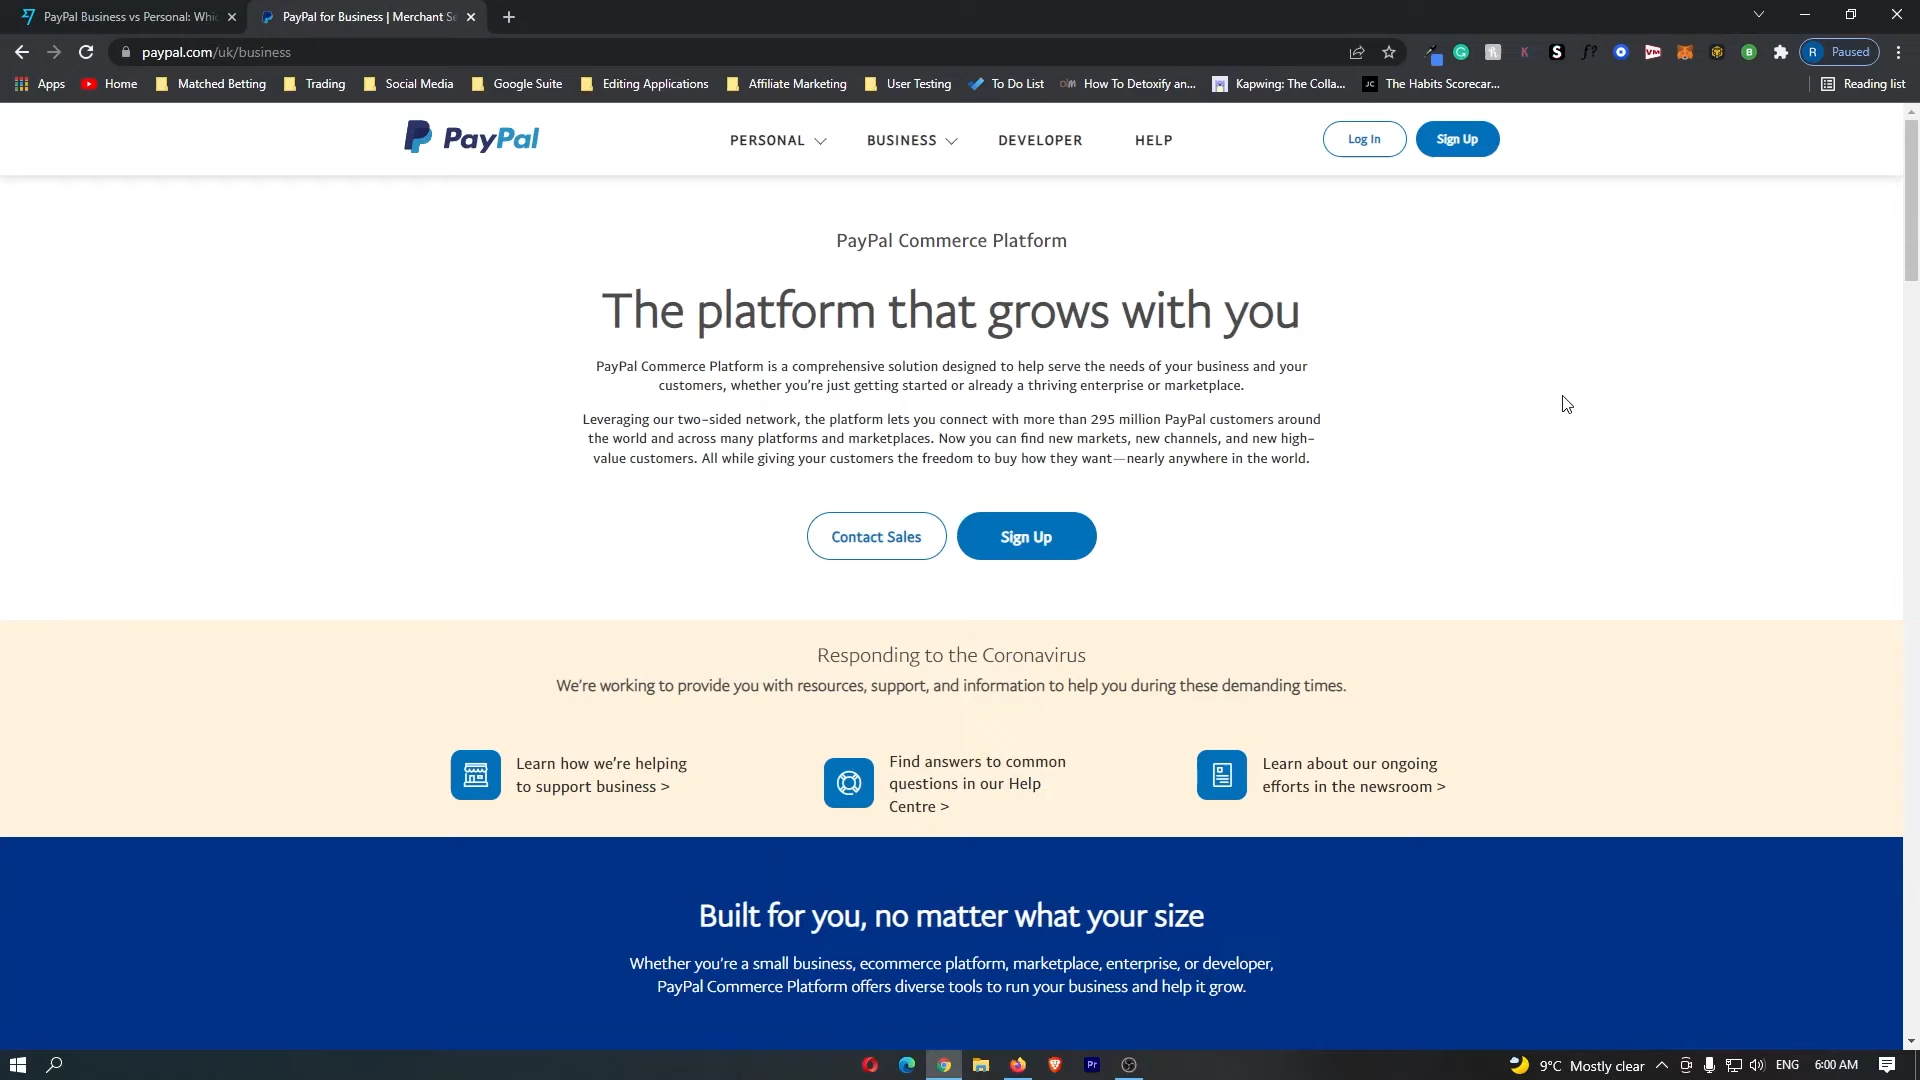 PayPal Business vs Personal: Whi
PayPal for Business | Merchant Se
paypal.com/uk/business
R Paused
Apps
Home
Matched Betting
Trading
Social Media
Google Suite
Editing Applications
Affiliate Marketing
User Testing
To Do List
How To Detoxify an...
Kapwing: The Colla...
JC
The Habits Scorecar...
Reading list
PayPal
PERSONAL
BUSINESS
DEVELOPER
HELP
Log In
Sign Up
PayPal Commerce Platform
The platform that grows with you
PayPal Commerce Platform is a comprehensive solution designed to help serve the needs of your business and your
customers, whether you're just getting started or already a thriving enterprise or marketplace.
Leveraging our two-sided network, the platform lets you connect with more than 295 million PayPal customers around
the world and across many platforms and marketplaces. Now you can find new markets, new channels, and new high-
value customers. All while giving your customers the freedom to buy how they want—nearly anywhere in the world.
Contact Sales
Sign Up
Responding to the Coronavirus
We're working to provide you with resources, support, and information to help you during these demanding times.
Learn how we're helping
to support business >
Find answers to common
questions in our Help
Centre >
Learn about our ongoing
efforts in the newsroom >
Built for you, no matter what your size
Whether you're a small business, ecommerce platform, marketplace, enterprise, or developer,
PayPal Commerce Platform offers diverse tools to run your business and help it grow.
Pr
9°C Mostly clear
ENG
6:00 AM